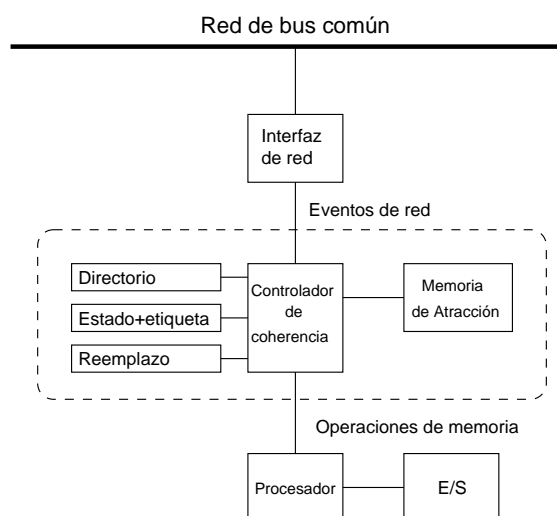 Red de bus común
Interfaz
de red
Eventos de red
Directorio
Estado+etiqueta
Reemplazo
Controlador
de
coherencia
Memoria
de Atracción
Operaciones de memoria
Procesador
E/S